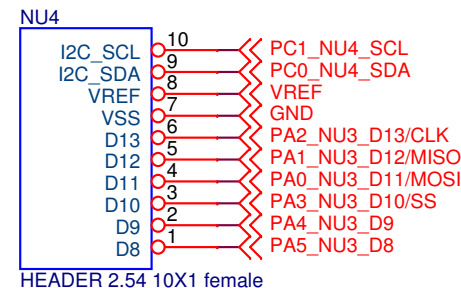 NU4
I2C_SCL 10 PC1_NU4_SCL
I2C_SDA 9 PC0_NU4_SDA
VREF 8 VREF
VSS 7 GND
D13 6 PA2_NU3_D13/CLK
D12 5 PA1_NU3_D12/MISO
D11 4 PA0_NU3_D11/MOSI
D10 3 PA3_NU3_D10/SS
D9 2 PA4_NU3_D9
D8 1 PA5_NU3_D8
HEADER 2.54 10X1 female